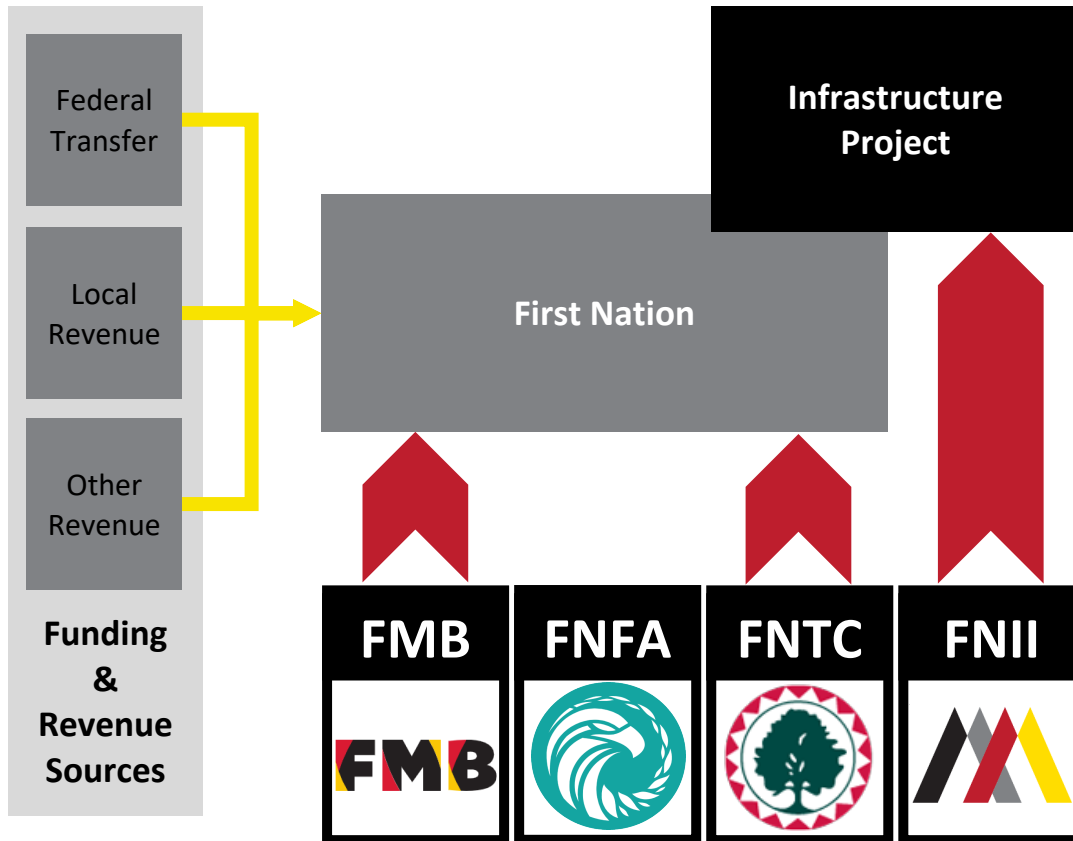 Federal
Transfer
Local
Revenue
Other
Revenue
Funding
&
Revenue
Sources
Infrastructure
Project
First Nation
FMB
FNFA
FNTC
FNII
FMB